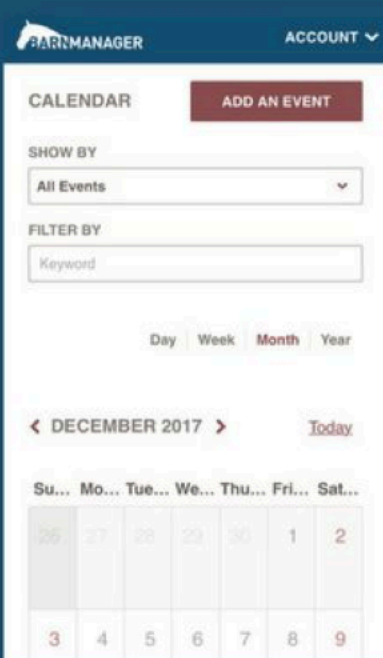 BARNMANAGER ACCOUNT
CALENDAR ADD AN EVENT
SHOW BY
All Events
FILTER BY
Keyword
Day Week Month Year
DECEMBER 2017 Today
Su... Mo... Tue... We... Thu... Fri... Sat...
26 27 28 29 30 1 2
3 4 5 6 7 8 9